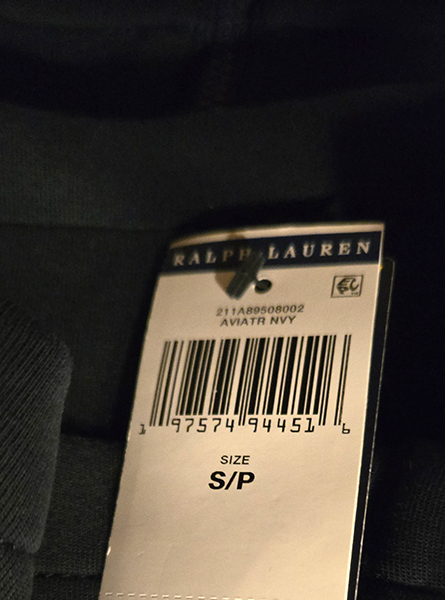 RALPH LAUREN
211A89508002
AVIATR NVY
1 97574 94451 6
SIZE
S/P